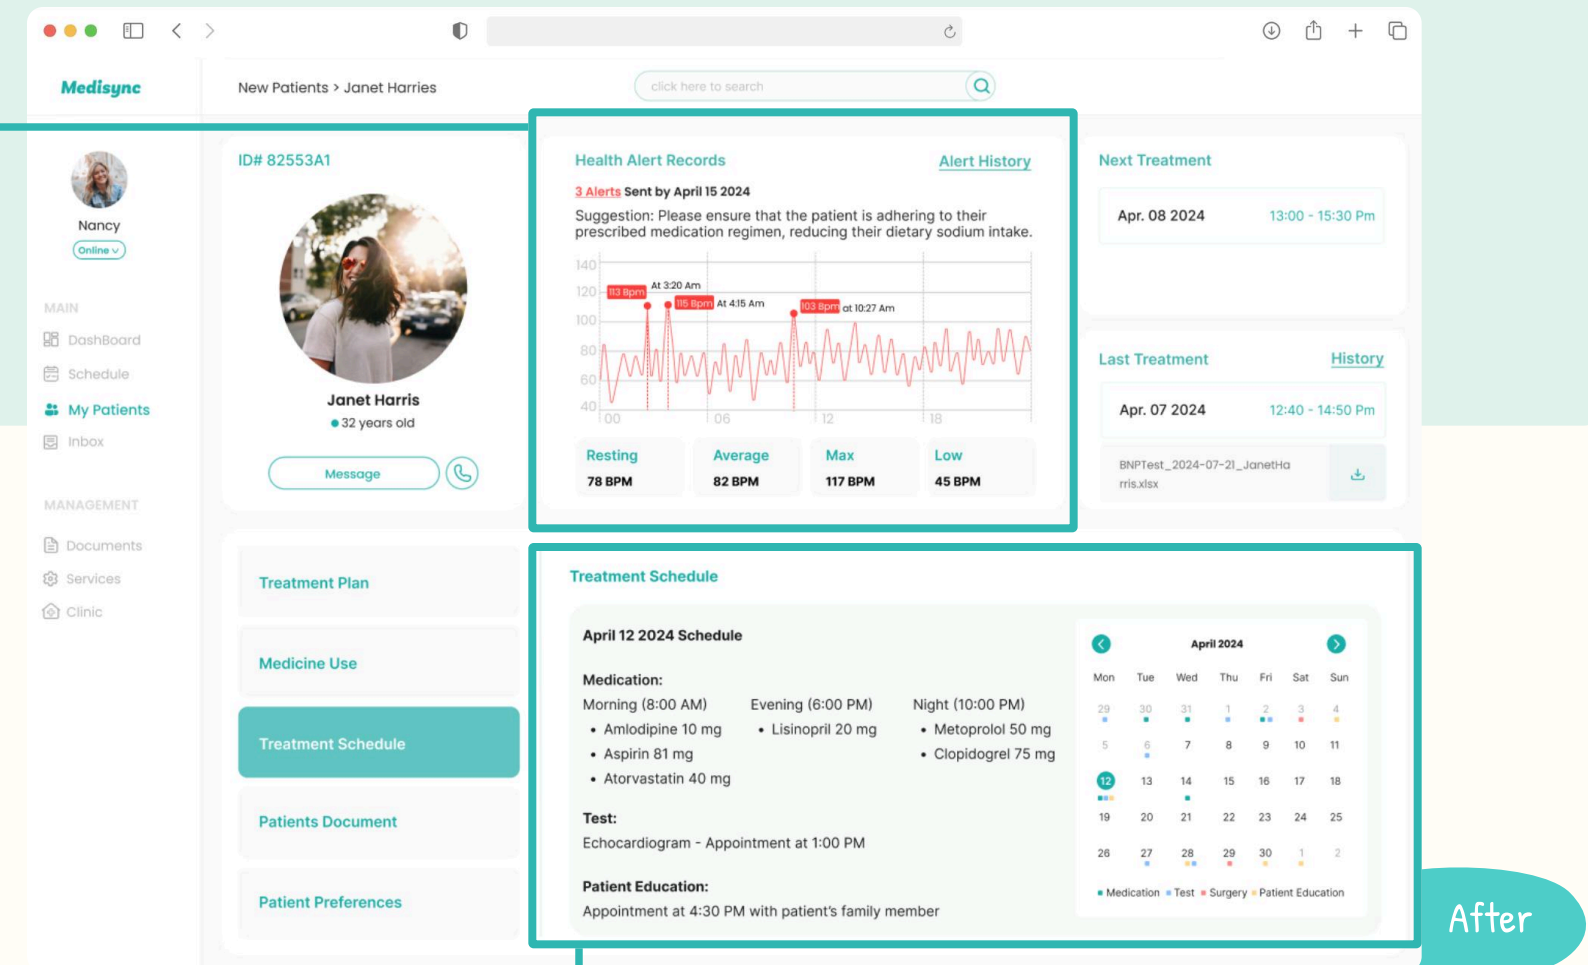 Medisync
New Patients > Janet Harries
click here to search
Nancy
Online
MAIN
DashBoard
Schedule
My Patients
Inbox
MANAGEMENT
Documents
Services
Clinic
ID# 82553A1
Janet Harris
32 years old
Message
Health Alert Records
Alert History
3 Alerts Sent by April 15 2024
Suggestion: Please ensure that the patient is adhering to their
prescribed medication regimen, reducing their dietary sodium intake.
140
120
100
80
60
40
113 Bpm At 3:20 Am
115 Bpm At 4:15 Am
103 Bpm at 10:27 Am
00 06 12 18
Resting
78 BPM
Average
82 BPM
Max
117 BPM
Low
45 BPM
Next Treatment
Apr. 08 2024 13:00 - 15:30 Pm
Last Treatment
History
Apr. 07 2024 12:40 - 14:50 Pm
BNPTest_2024-07-21_JanetHa
rris.xlsx
Treatment Plan
Medicine Use
Treatment Schedule
Patients Document
Patient Preferences
Treatment Schedule
April 12 2024 Schedule
Medication:
Morning (8:00 AM)
• Amlodipine 10 mg
• Aspirin 81 mg
• Atorvastatin 40 mg
Evening (6:00 PM)
• Lisinopril 20 mg
Night (10:00 PM)
• Metoprolol 50 mg
• Clopidogrel 75 mg
Test:
Echocardiogram - Appointment at 1:00 PM
Patient Education:
Appointment at 4:30 PM with patient's family member
April 2024
Mon Tue Wed Thu Fri Sat Sun
29 30 31 1 2 3 4
5 6 7 8 9 10 11
12 13 14 15 16 17 18
19 20 21 22 23 24 25
26 27 28 29 30 1 2
Medication Test Surgery Patient Education
After